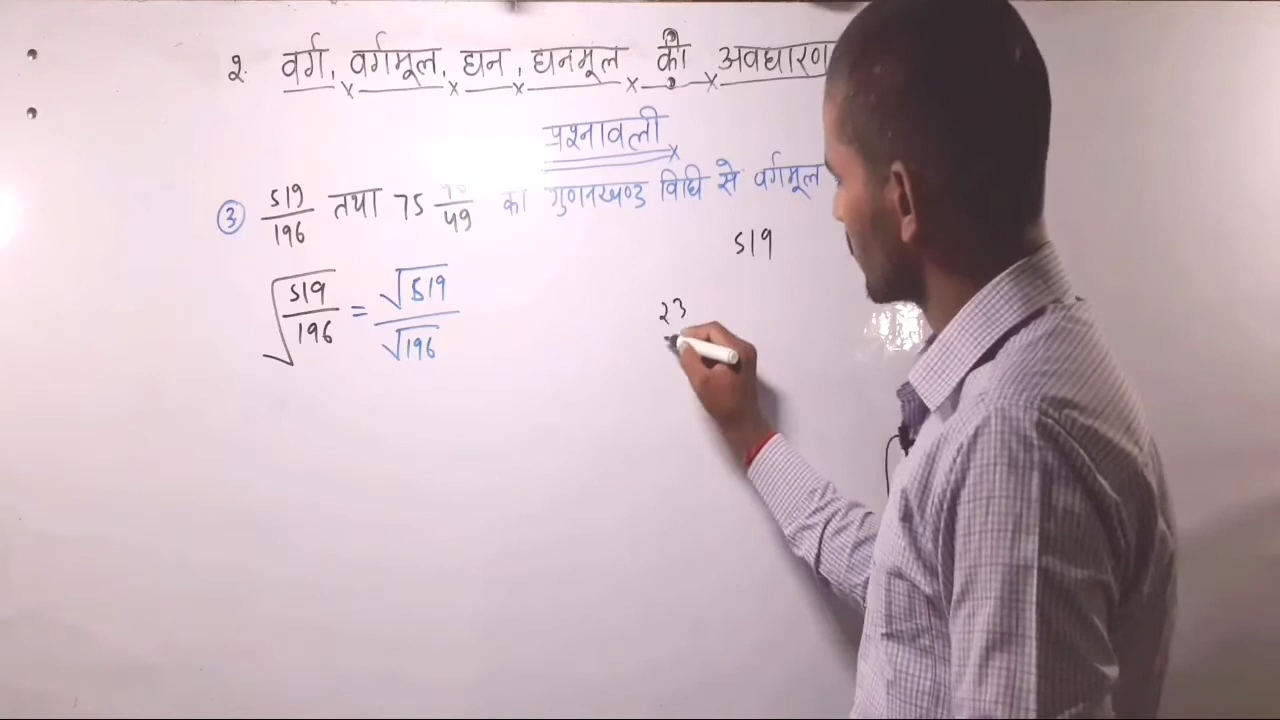 २. वर्ग, वर्गमूल, घन, घनमूल की अवधारण
प्रश्नावली
③ 519/196 तथा 75 /49 का गुणनखण्ड विधि से वर्गमूल
519
√519/196 = √519/√196
२३